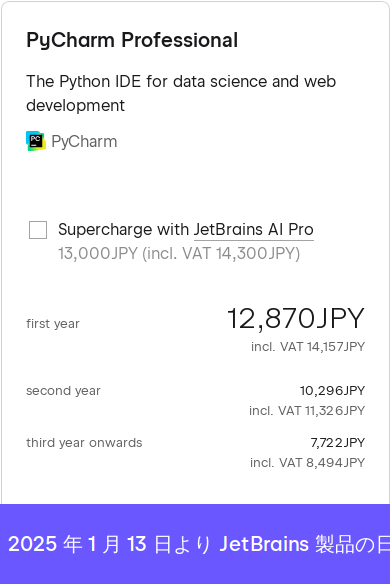 PyCharm Professional
The Python IDE for data science and web
development
PC PyCharm
Supercharge with JetBrains AI Pro
13,000JPY (incl. VAT 14,300JPY)
first year 12,870JPY
incl. VAT 14,157JPY
second year 10,296JPY
incl. VAT 11,326JPY
third year onwards 7,722JPY
incl. VAT 8,494JPY
2025 年 1 月 13 日より JetBrains 製品の日